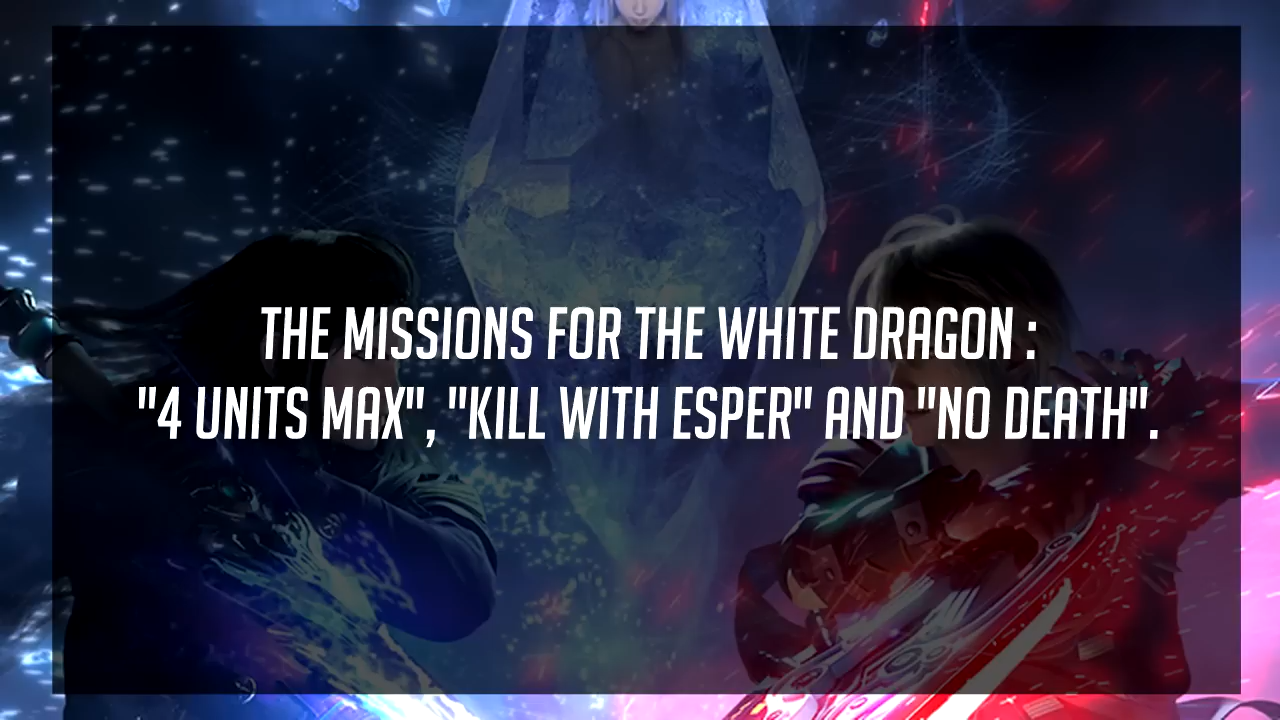 THE MISSIONS FOR THE WHITE DRAGON :
"4 UNITS MAX", "KILL WITH ESPER" AND "NO DEATH".